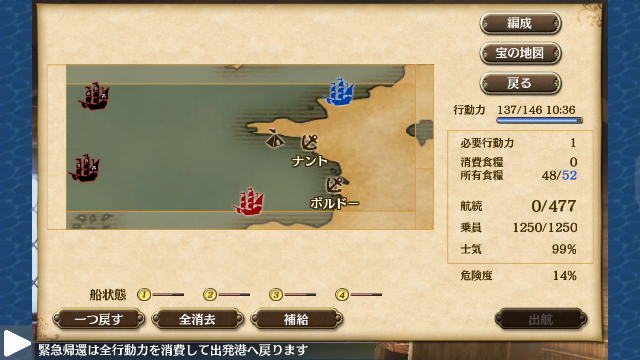 編成
宝の地図
戻る
行動力 137/146 10:36
必要行動力 1
消費食糧 0
所有食糧 48/52
航続 0/477
乗員 1250/1250
士気 99%
危険度 14%
ナント
ボルドー
船状態 1 2 3 4
一つ戻す 全消去 補給 出航
緊急帰還は全行動力を消費して出発港へ戻ります